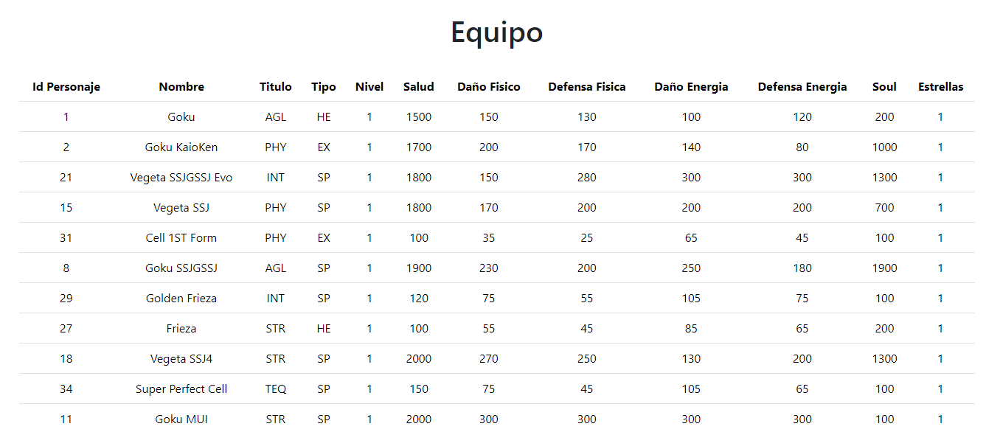 Equipo
Id Personaje Nombre Titulo Tipo Nivel Salud Daño Fisico Defensa Fisica Daño Energia Defensa Energia Soul Estrellas
1 Goku AGL HE 1 1500 150 130 100 120 200 1
2 Goku KaioKen PHY EX 1 1700 200 170 140 80 1000 1
21 Vegeta SSJGSSJ Evo INT SP 1 1800 150 280 300 300 1300 1
15 Vegeta SSJ PHY SP 1 1800 170 200 200 200 700 1
31 Cell 1ST Form PHY EX 1 100 35 25 65 45 100 1
8 Goku SSJGSSJ AGL SP 1 1900 230 200 250 180 1900 1
29 Golden Frieza INT SP 1 120 75 55 105 75 100 1
27 Frieza STR HE 1 100 55 45 85 65 200 1
18 Vegeta SSJ4 STR SP 1 2000 270 250 130 200 1300 1
34 Super Perfect Cell TEQ SP 1 150 75 45 105 65 100 1
11 Goku MUI STR SP 1 2000 300 300 300 300 100 1